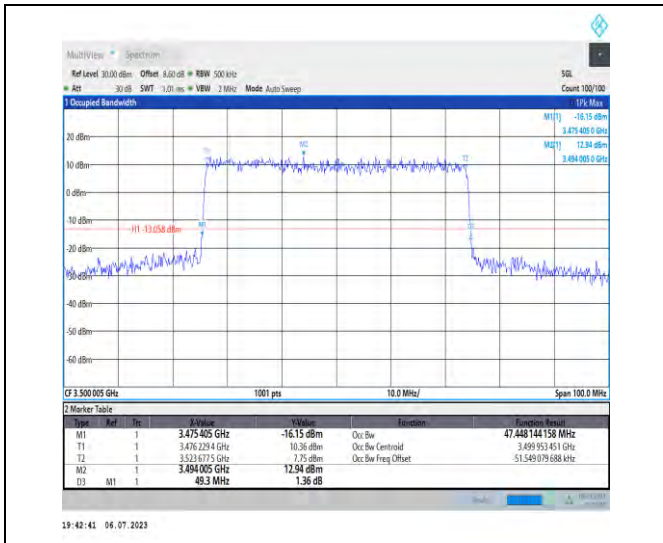 MultiView Spectrum
Ref Level 30.00 dBm Offset 8.60 dB RBW 500 kHz SGL
Att 30 dB SWT 1.01 ms VBW 2 MHz Mode Auto Sweep Count 100/100
1 Occupied Bandwidth 1Pk Max
M1[1] -16.15 dBm
3.475 405 0 GHz
M2[1] 12.94 dBm
3.494 005 0 GHz
20 dBm
10 dBm
0 dBm
-10 dBm
-20 dBm
-30 dBm
-40 dBm
-50 dBm
-60 dBm
T1
M2
T2
M1
H1 -13.058 dBm
CF 3.500 005 GHz 1001 pts 10.0 MHz/ Span 100.0 MHz
2 Marker Table
Type Ref Trc X-Value Y-Value Function Function Result
M1 1 3.475 405 GHz -16.15 dBm Occ Bw 47.448 144 158 MHz
T1 1 3.476 229 4 GHz 10.36 dBm Occ Bw Centroid 3.499 953 451 GHz
T2 1 3.523 677 5 GHz 7.75 dBm Occ Bw Freq Offset -51.549 079 688 kHz
M2 1 3.494 005 GHz 12.94 dBm
D3 M1 1 49.3 MHz 1.36 dB
19:42:41 06.07.2023